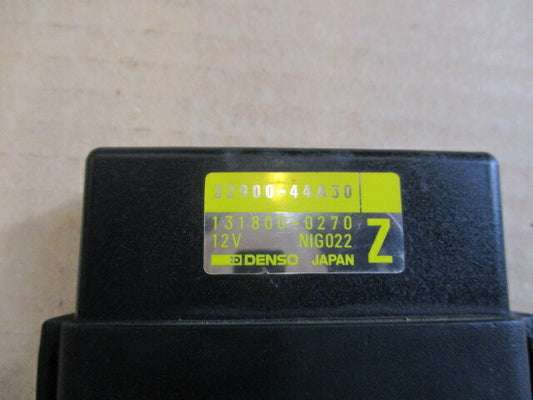 32900-44A30
131800-0270
12V NIG022
Z
DENSO JAPAN